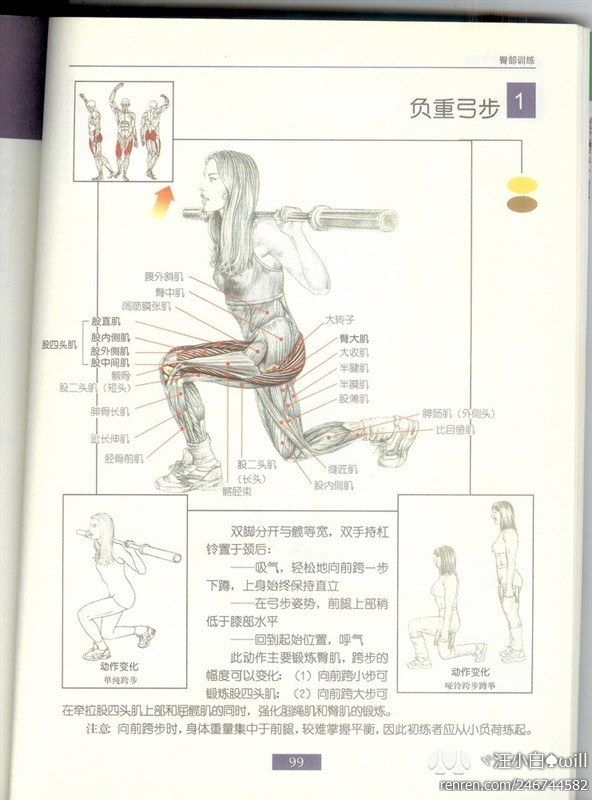 臀部训练
负重弓步
1
腹外斜肌
臀中肌
阔筋膜张肌
股直肌
股内侧肌
股四头肌
股外侧肌
股中间肌
髌骨
股二头肌（短头）
腓骨长肌
趾长伸肌
胫骨前肌
大转子
臀大肌
大收肌
半腱肌
半膜肌
股薄肌
腓肠肌（外侧头）
比目鱼肌
缝匠肌
股内侧肌
股二头肌
（长头）
髂胫束
双脚分开与髋等宽，双手持杠
铃置于颈后：
——吸气，轻松地向前跨一步
下蹲，上身始终保持直立
——在弓步姿势，前腿上部稍
低于膝部水平
——回到起始位置，呼气
此动作主要锻炼臀肌，跨步的
幅度可以变化：（1）向前跨小步可
锻炼股四头肌；（2）向前跨大步可
在牵拉股四头肌上部和屈髋肌的同时，强化腘绳肌和臀肌的锻炼。
注意：向前跨步时，身体重量集中于前腿，较难掌握平衡，因此初练者应从小负荷练起。
动作变化
单纯跨步
动作变化
哑铃跨步蹲举
99
汪小白♠will
renren.com/246744582